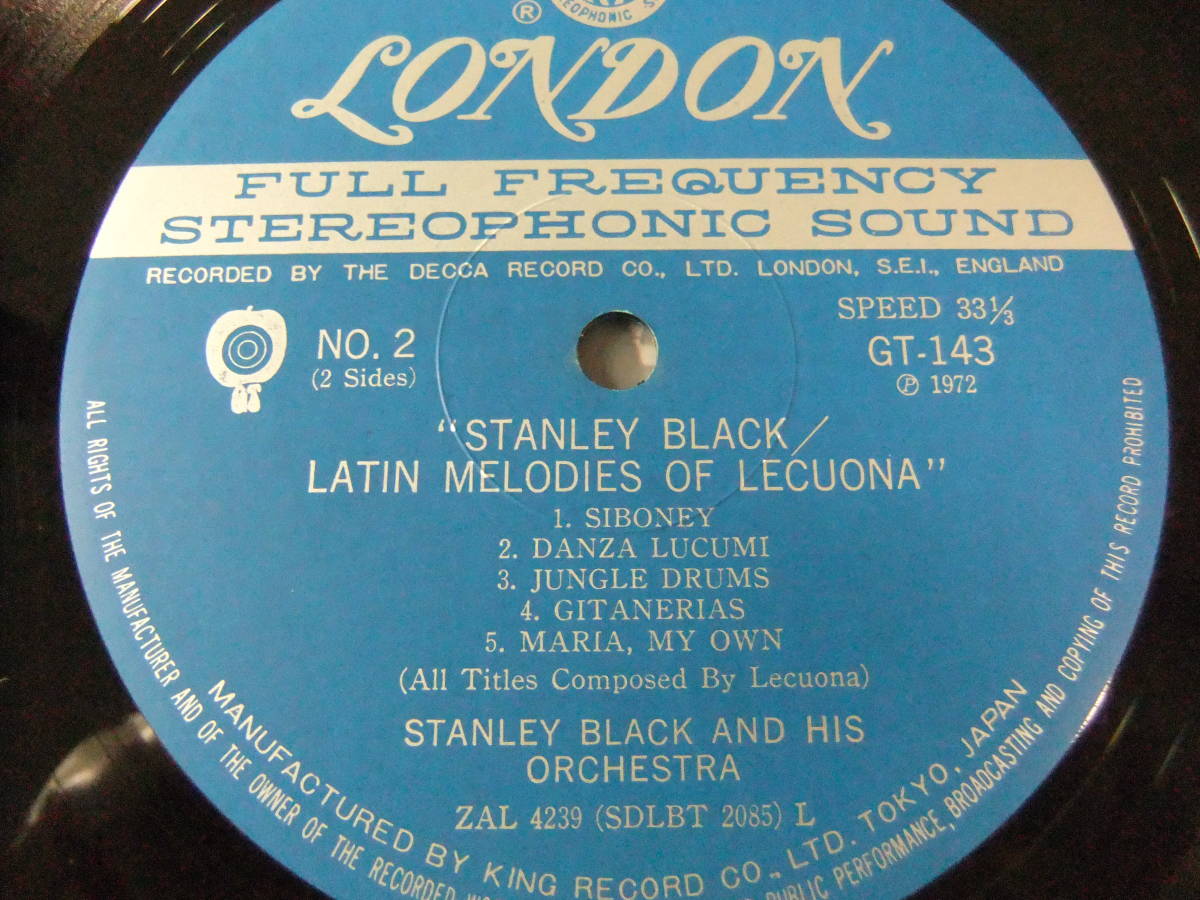 STEREOPHONIC S
®
LONDON
FULL FREQUENCY
STEREOPHONIC SOUND
RECORDED BY THE DECCA RECORD CO., LTD. LONDON, S.E.I., ENGLAND
NO. 2
(2 Sides)
SPEED 33⅓
GT-143
℗ 1972
"STANLEY BLACK/
LATIN MELODIES OF LECUONA"
1. SIBONEY
2. DANZA LUCUMI
3. JUNGLE DRUMS
4. GITANERIAS
5. MARIA, MY OWN
(All Titles Composed By Lecuona)
STANLEY BLACK AND HIS
ORCHESTRA
ZAL 4239 (SDLBT 2085) L
MANUFACTURED BY KING RECORD CO., LTD. TOKYO, JAPAN
ALL RIGHTS OF THE MANUFACTURER AND OF THE OWNER OF THE RECORDED PUBLIC PERFORMANCE, BROADCASTING AND COPYING OF THIS RECORD PROHIBITED